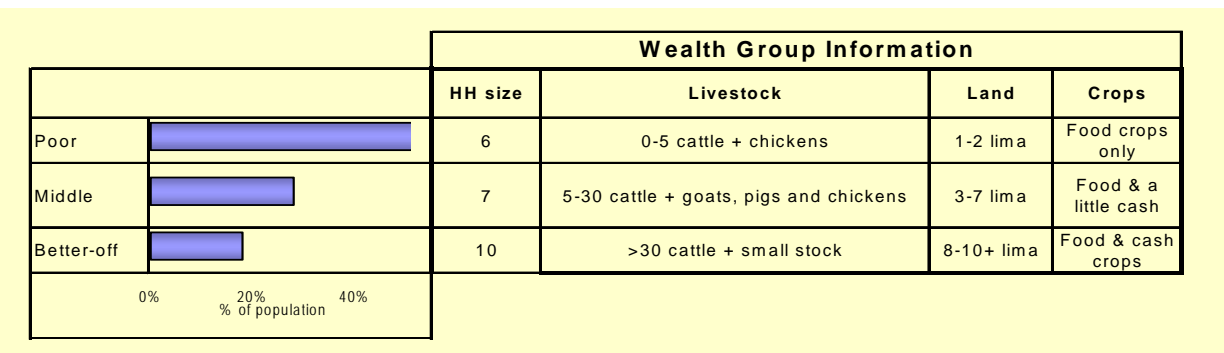 Wealth Group Information
HH size Livestock Land Crops
Poor 6 0-5 cattle + chickens 1-2 lima Food crops
only
Middle 7 5-30 cattle + goats, pigs and chickens 3-7 lima Food & a
little cash
Better-off 10 >30 cattle + small stock 8-10+ lima Food & cash
crops
0% 20% 40%
% of population